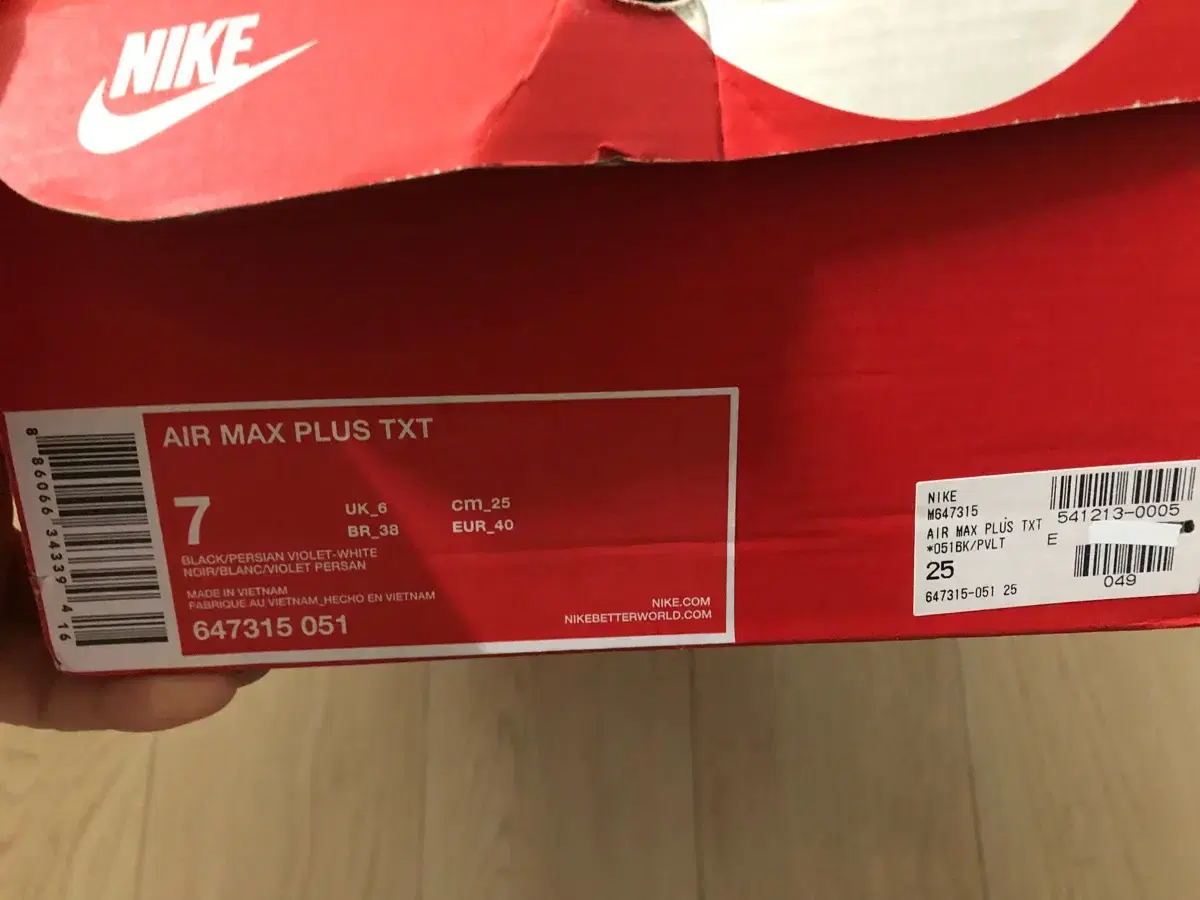 NIKE
8 86066 34339 4 16
AIR MAX PLUS TXT
7
UK_6 cm_25
BR_38 EUR_40
BLACK/PERSIAN VIOLET-WHITE
NOIR/BLANC/VIOLET PERSAN
MADE IN VIETNAM
FABRIQUE AU VIETNAM_HECHO EN VIETNAM
647315 051
NIKE.COM
NIKEBETTERWORLD.COM
NIKE
M647315
541213-0005
AIR MAX PLUS TXT
E
*051BK/PVLT
25
049
647315-051 25